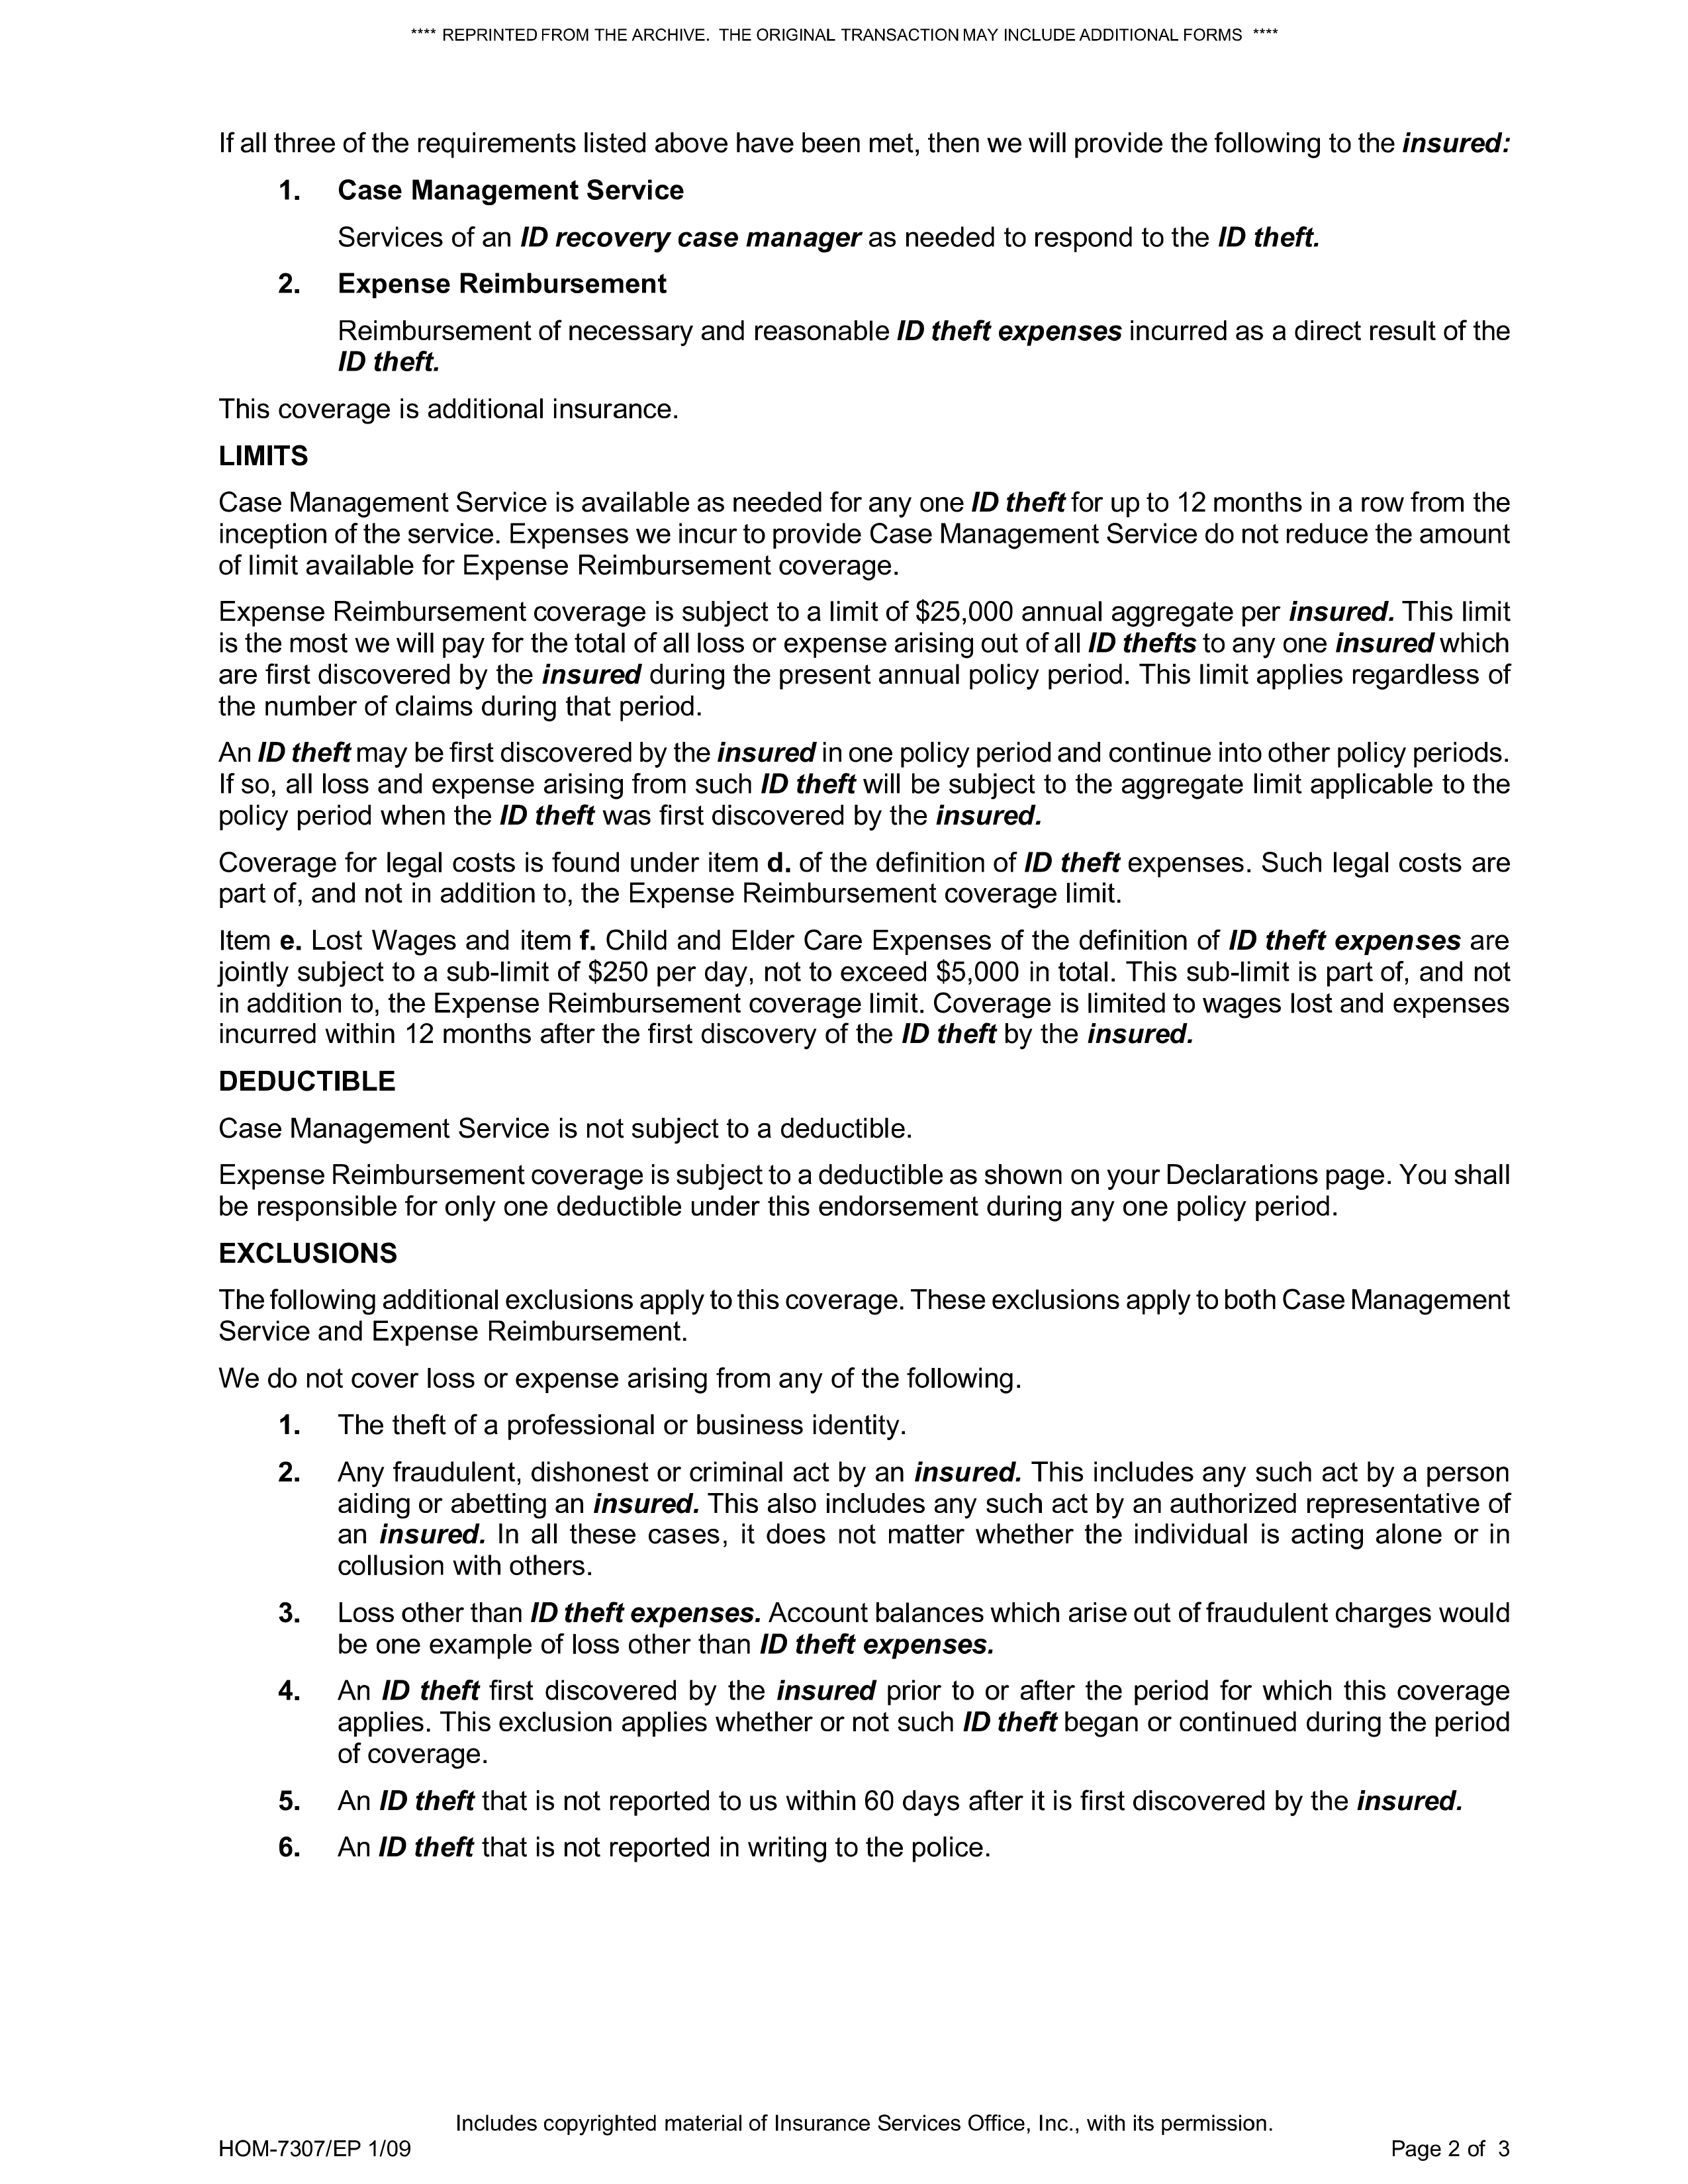 **** REPRINTED FROM THE ARCHIVE. THE ORIGINAL TRANSACTION MAY INCLUDE ADDITIONAL FORMS ****
If all three of the requirements listed above have been met, then we will provide the following to the insured:
1. Case Management Service
Services of an ID recovery case manager as needed to respond to the ID theft.
2. Expense Reimbursement
Reimbursement of necessary and reasonable ID theft expenses incurred as a direct result of the
ID theft.
This coverage is additional insurance.
LIMITS
Case Management Service is available as needed for any one ID theft for up to 12 months in a row from the
inception of the service. Expenses we incur to provide Case Management Service do not reduce the amount
of limit available for Expense Reimbursement coverage.
Expense Reimbursement coverage is subject to a limit of $25,000 annual aggregate per insured. This limit
is the most we will pay for the total of all loss or expense arising out of all ID thefts to any one insured which
are first discovered by the insured during the present annual policy period. This limit applies regardless of
the number of claims during that period.
An ID theft may be first discovered by the insured in one policy period and continue into other policy periods.
If so, all loss and expense arising from such ID theft will be subject to the aggregate limit applicable to the
policy period when the ID theft was first discovered by the insured.
Coverage for legal costs is found under item d. of the definition of ID theft expenses. Such legal costs are
part of, and not in addition to, the Expense Reimbursement coverage limit.
Item e. Lost Wages and item f. Child and Elder Care Expenses of the definition of ID theft expenses are
jointly subject to a sub-limit of $250 per day, not to exceed $5,000 in total. This sub-limit is part of, and not
in addition to, the Expense Reimbursement coverage limit. Coverage is limited to wages lost and expenses
incurred within 12 months after the first discovery of the ID theft by the insured.
DEDUCTIBLE
Case Management Service is not subject to a deductible.
Expense Reimbursement coverage is subject to a deductible as shown on your Declarations page. You shall
be responsible for only one deductible under this endorsement during any one policy period.
EXCLUSIONS
The following additional exclusions apply to this coverage. These exclusions apply to both Case Management
Service and Expense Reimbursement.
We do not cover loss or expense arising from any of the following.
1. The theft of a professional or business identity.
2. Any fraudulent, dishonest or criminal act by an insured. This includes any such act by a person
aiding or abetting an insured. This also includes any such act by an authorized representative of
an insured. In all these cases, it does not matter whether the individual is acting alone or in
collusion with others.
3. Loss other than ID theft expenses. Account balances which arise out of fraudulent charges would
be one example of loss other than ID theft expenses.
4. An ID theft first discovered by the insured prior to or after the period for which this coverage
applies. This exclusion applies whether or not such ID theft began or continued during the period
of coverage.
5. An ID theft that is not reported to us within 60 days after it is first discovered by the insured.
6. An ID theft that is not reported in writing to the police.
Includes copyrighted material of Insurance Services Office, Inc., with its permission.
HOM-7307/EP 1/09 Page 2 of 3